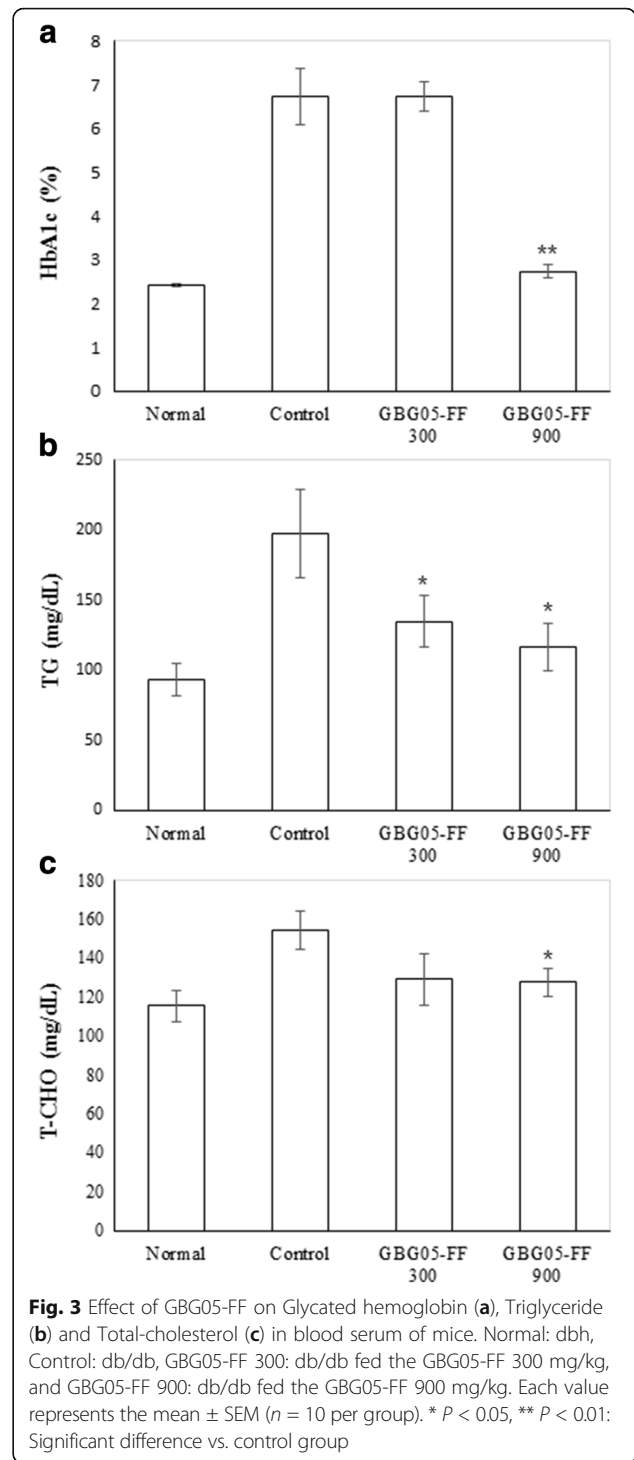 a
8
7
6
5
4
3
2
1
0
HbA1c (%)
**
Normal
Control
GBG05-FF
300
GBG05-FF
900
b
250
200
150
100
50
0
TG (mg/dL)
*
*
Normal
Control
GBG05-FF
300
GBG05-FF
900
c
180
160
140
120
100
80
60
40
20
0
T-CHO (mg/dL)
*
Normal
Control
GBG05-FF
300
GBG05-FF
900
Fig. 3 Effect of GBG05-FF on Glycated hemoglobin (a), Triglyceride
(b) and Total-cholesterol (c) in blood serum of mice. Normal: dbh,
Control: db/db, GBG05-FF 300: db/db fed the GBG05-FF 300 mg/kg,
and GBG05-FF 900: db/db fed the GBG05-FF 900 mg/kg. Each value
represents the mean ± SEM (n = 10 per group). * P < 0.05, ** P < 0.01:
Significant difference vs. control group